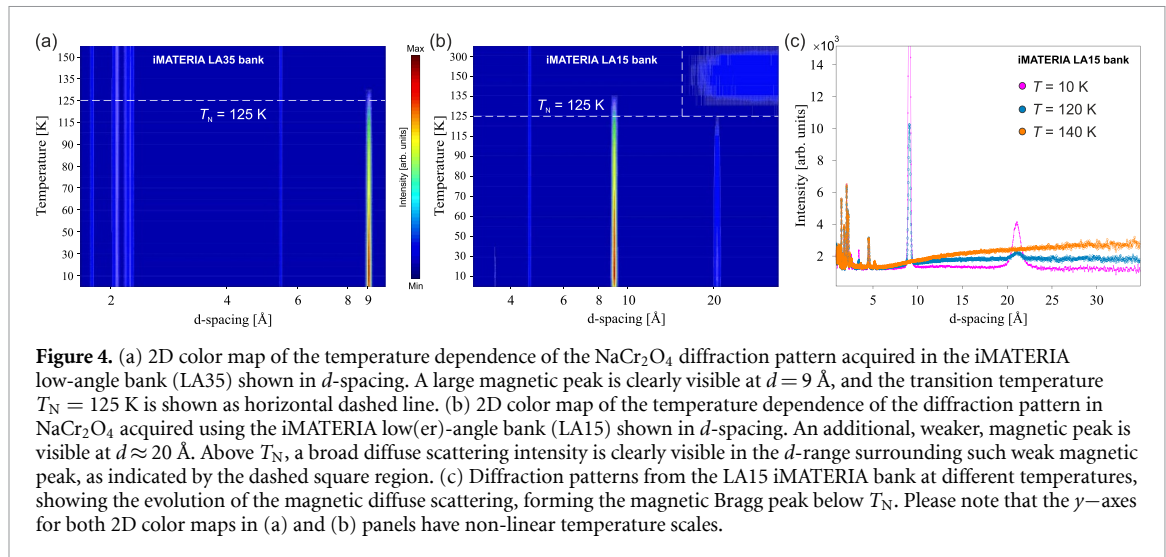 (a)
iMATERIA LA35 bank
150
135
125
90
70
60
50
30
10
Temperature [K]
T_N = 125 K
2
4
6
8
9
d-spacing [Å]
Max
Intensity [arb. units]
Min
(b)
iMATERIA LA15 bank
300
150
135
125
90
70
60
50
30
10
Temperature [K]
T_N = 125 K
4
6
8
10
20
d-spacing [Å]
(c)
×10³
iMATERIA LA15 bank
T = 10 K
T = 120 K
T = 140 K
14
12
10
8
6
4
2
Intensity [arb. units]
5
10
15
20
25
30
d-spacing [Å]
Figure 4. (a) 2D color map of the temperature dependence of the NaCr₂O₄ diffraction pattern acquired in the iMATERIA
low-angle bank (LA35) shown in d-spacing. A large magnetic peak is clearly visible at d = 9 Å, and the transition temperature
T_N = 125 K is shown as horizontal dashed line. (b) 2D color map of the temperature dependence of the diffraction pattern in
NaCr₂O₄ acquired using the iMATERIA low(er)-angle bank (LA15) shown in d-spacing. An additional, weaker, magnetic peak is
visible at d ≈ 20 Å. Above T_N, a broad diffuse scattering intensity is clearly visible in the d-range surrounding such weak magnetic
peak, as indicated by the dashed square region. (c) Diffraction patterns from the LA15 iMATERIA bank at different temperatures,
showing the evolution of the magnetic diffuse scattering, forming the magnetic Bragg peak below T_N. Please note that the y−axes
for both 2D color maps in (a) and (b) panels have non-linear temperature scales.